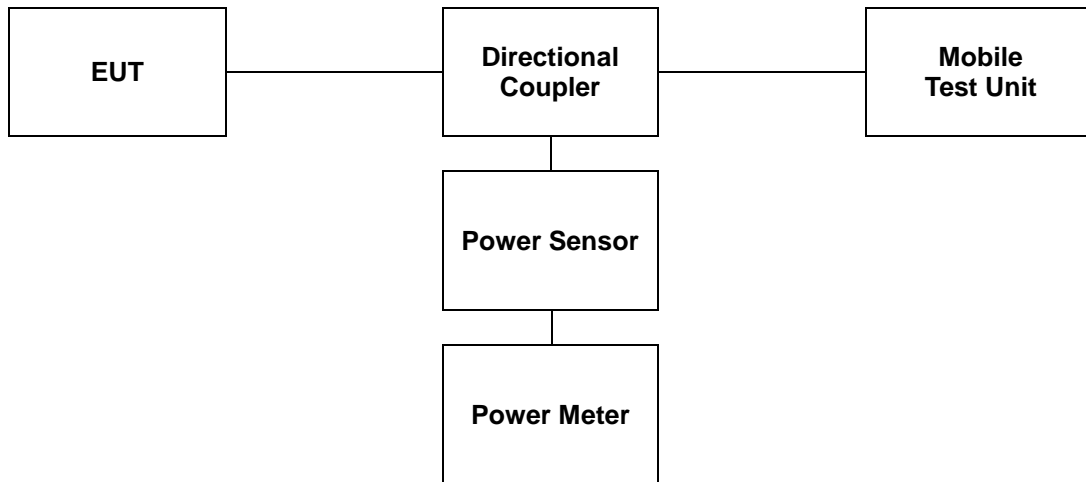 EUT
Directional
Coupler
Mobile
Test Unit
Power Sensor
Power Meter